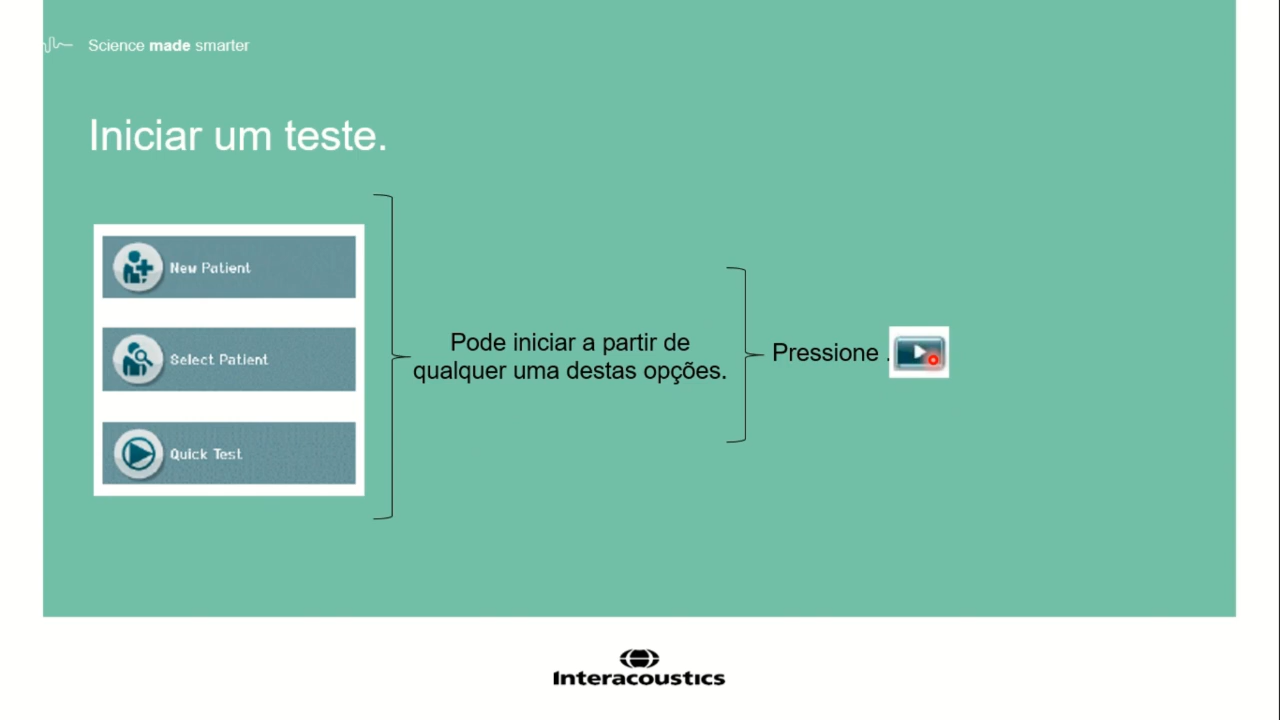 Science made smarter
Iniciar um teste.
New Patient
Select Patient
Quick Test
Pode iniciar a partir de
qualquer uma destas opções.
Pressione .
Interacoustics